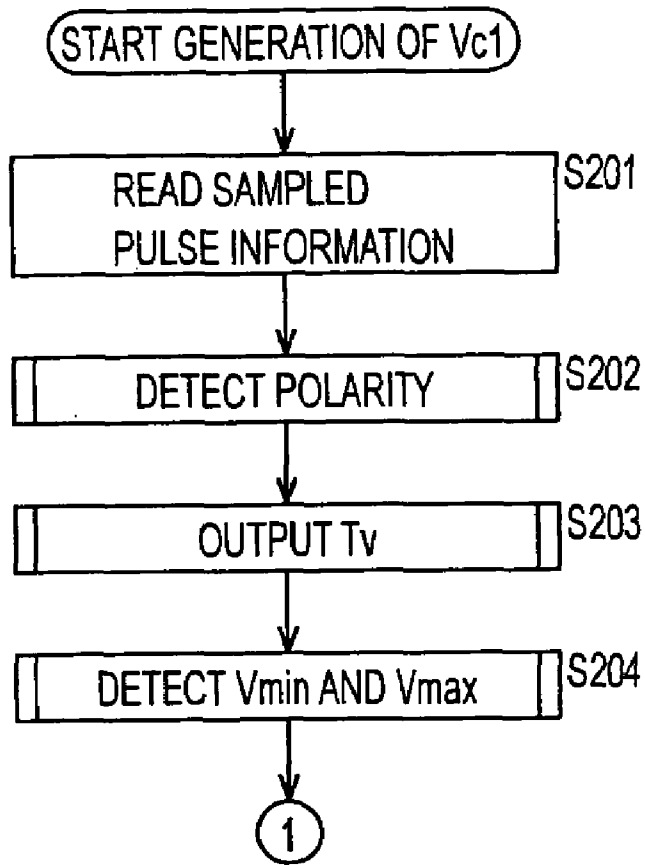 START GENERATION OF Vc1
READ SAMPLED
PULSE INFORMATION
S201
DETECT POLARITY
S202
OUTPUT Tv
S203
DETECT Vmin AND Vmax
S204
1